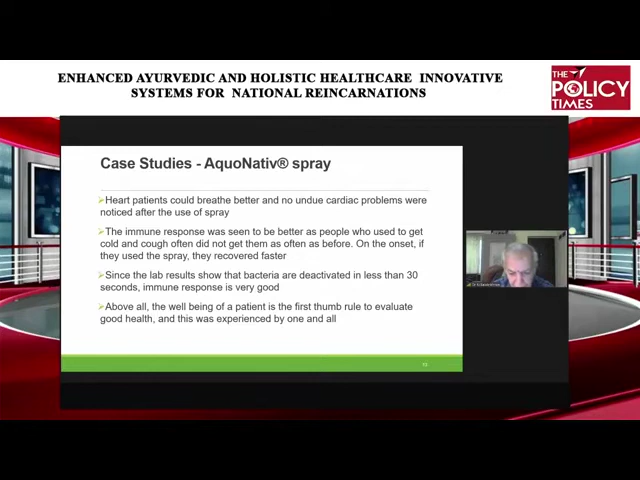 ENHANCED AYURVEDIC AND HOLISTIC HEALTHCARE INNOVATIVE
SYSTEMS FOR NATIONAL REINCARNATIONS
THE
POLICY
TIMES
Case Studies - AquoNativ® spray
➢Heart patients could breathe better and no undue cardiac problems were
noticed after the use of spray
➢The immune response was seen to be better as people who used to get
cold and cough often did not get them as often as before. On the onset, if
they used the spray, they recovered faster
➢Since the lab results show that bacteria are deactivated in less than 30
seconds, immune response is very good
➢Above all, the well being of a patient is the first thumb rule to evaluate
good health, and this was experienced by one and all